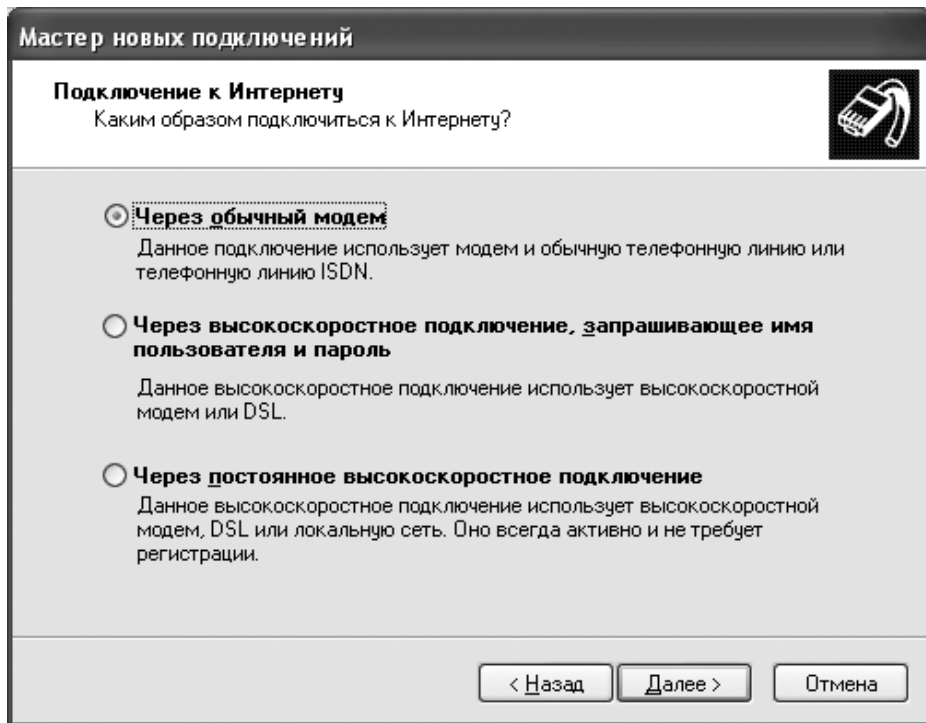 Мастер новых подключений
Подключение к Интернету
Каким образом подключиться к Интернету?
Через обычный модем
Данное подключение использует модем и обычную телефонную линию или
телефонную линию ISDN.
Через высокоскоростное подключение, запрашивающее имя
пользователя и пароль
Данное высокоскоростное подключение использует высокоскоростной
модем или DSL.
Через постоянное высокоскоростное подключение
Данное высокоскоростное подключение использует высокоскоростной
модем, DSL или локальную сеть. Оно всегда активно и не требует
регистрации.
< Назад Далее > Отмена